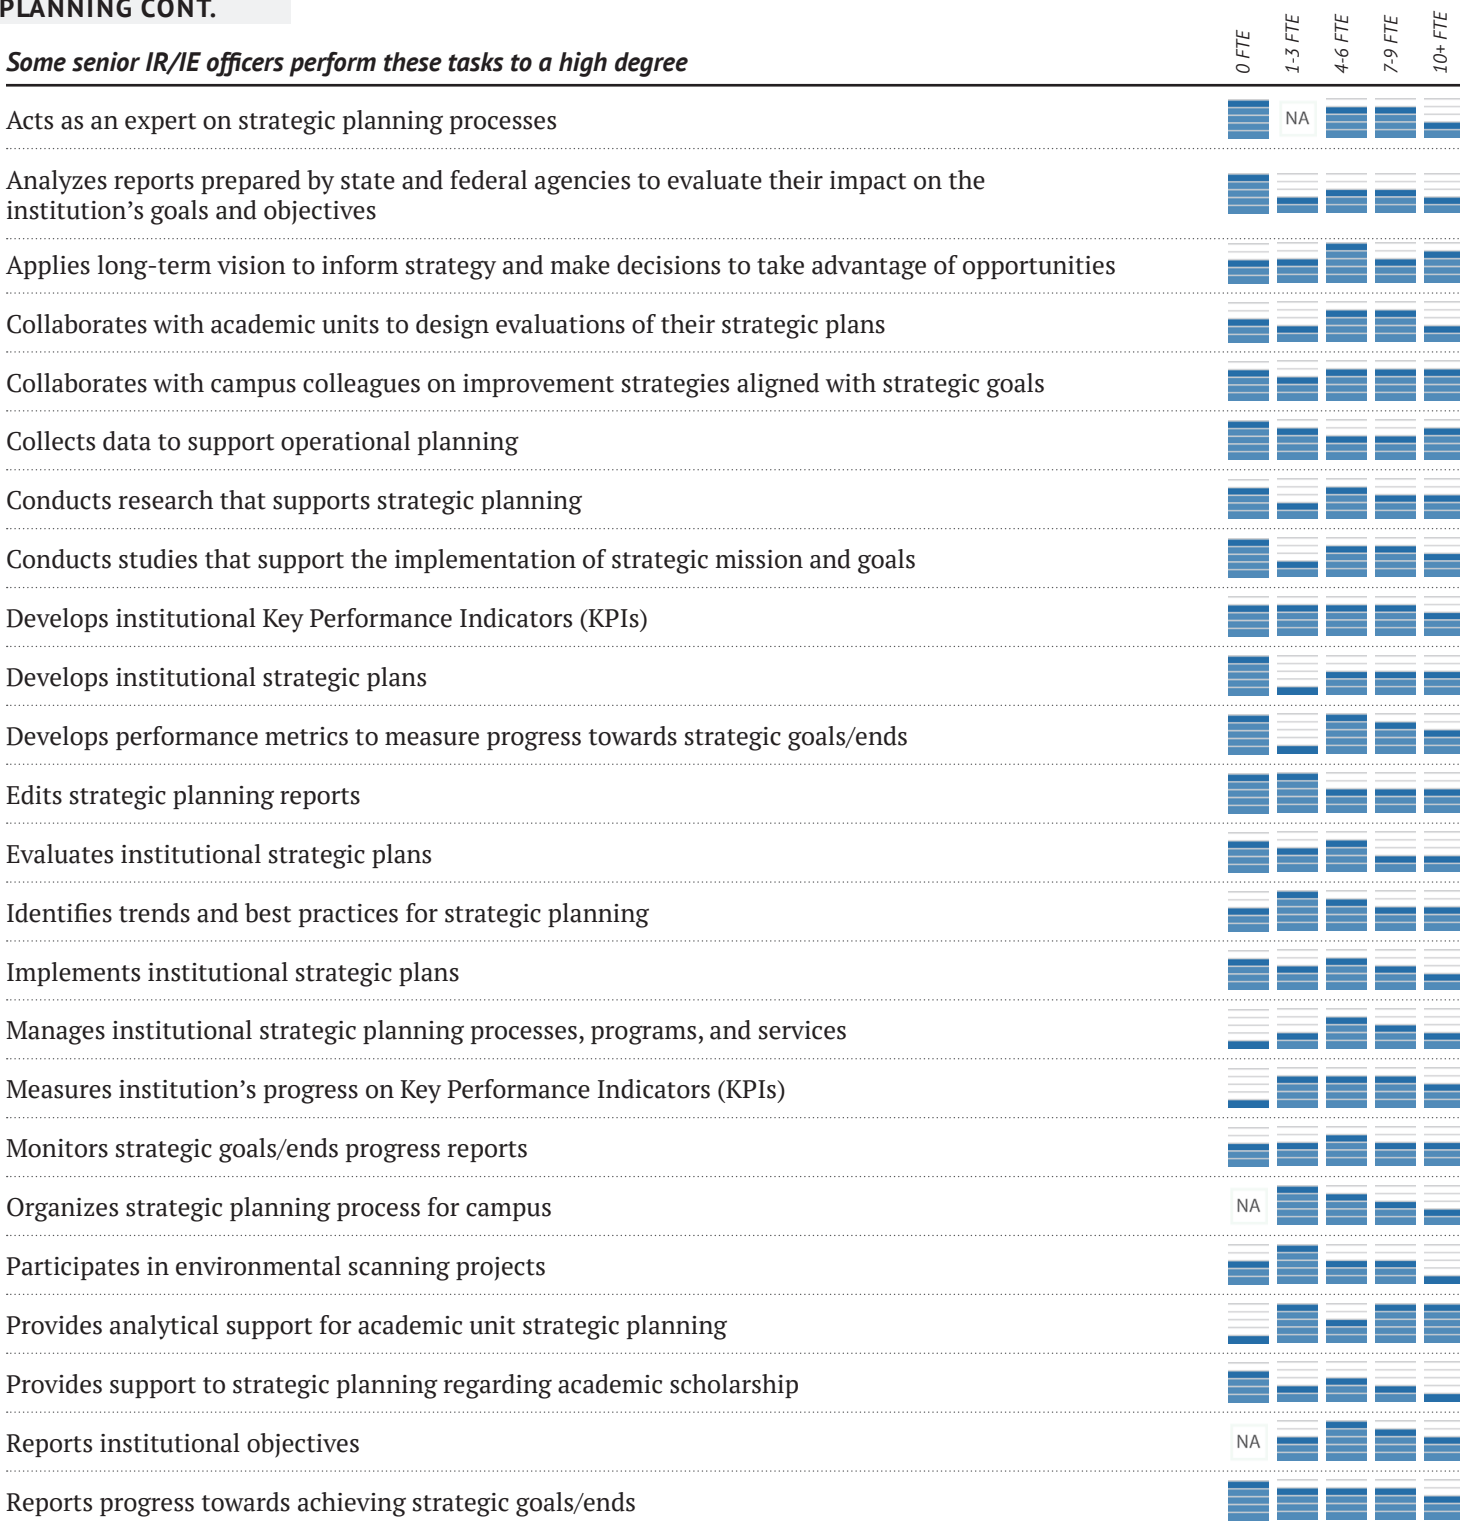 PLANNING CONT.
Some senior IR/IE officers perform these tasks to a high degree
0 FTE
1-3 FTE
4-6 FTE
7-9 FTE
10+ FTE
Acts as an expert on strategic planning processes
NA
Analyzes reports prepared by state and federal agencies to evaluate their impact on the
institution’s goals and objectives
Applies long-term vision to inform strategy and make decisions to take advantage of opportunities
Collaborates with academic units to design evaluations of their strategic plans
Collaborates with campus colleagues on improvement strategies aligned with strategic goals
Collects data to support operational planning
Conducts research that supports strategic planning
Conducts studies that support the implementation of strategic mission and goals
Develops institutional Key Performance Indicators (KPIs)
Develops institutional strategic plans
Develops performance metrics to measure progress towards strategic goals/ends
Edits strategic planning reports
Evaluates institutional strategic plans
Identifies trends and best practices for strategic planning
Implements institutional strategic plans
Manages institutional strategic planning processes, programs, and services
Measures institution’s progress on Key Performance Indicators (KPIs)
Monitors strategic goals/ends progress reports
Organizes strategic planning process for campus
NA
Participates in environmental scanning projects
Provides analytical support for academic unit strategic planning
Provides support to strategic planning regarding academic scholarship
Reports institutional objectives
NA
Reports progress towards achieving strategic goals/ends